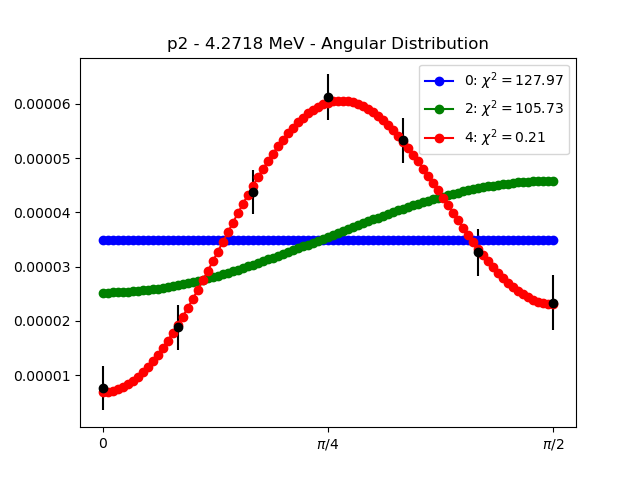 p2 - 4.2718 MeV - Angular Distribution
0: χ² = 127.97
2: χ² = 105.73
4: χ² = 0.21
0.00006
0.00005
0.00004
0.00003
0.00002
0.00001
0
π/4
π/2